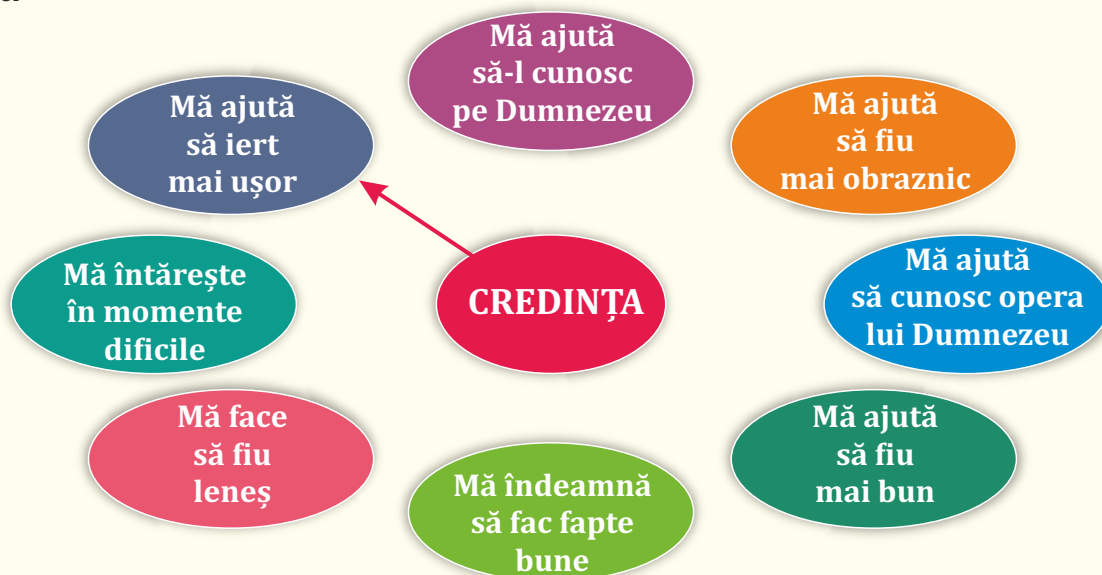 Mă ajută
să-l cunosc
pe Dumnezeu
Mă ajută
să iert
mai ușor
Mă ajută
să fiu
mai obraznic
Mă întărește
în momente
dificile
CREDINȚA
Mă ajută
să cunosc opera
lui Dumnezeu
Mă face
să fiu
leneș
Mă îndeamnă
să fac fapte
bune
Mă ajută
să fiu
mai bun